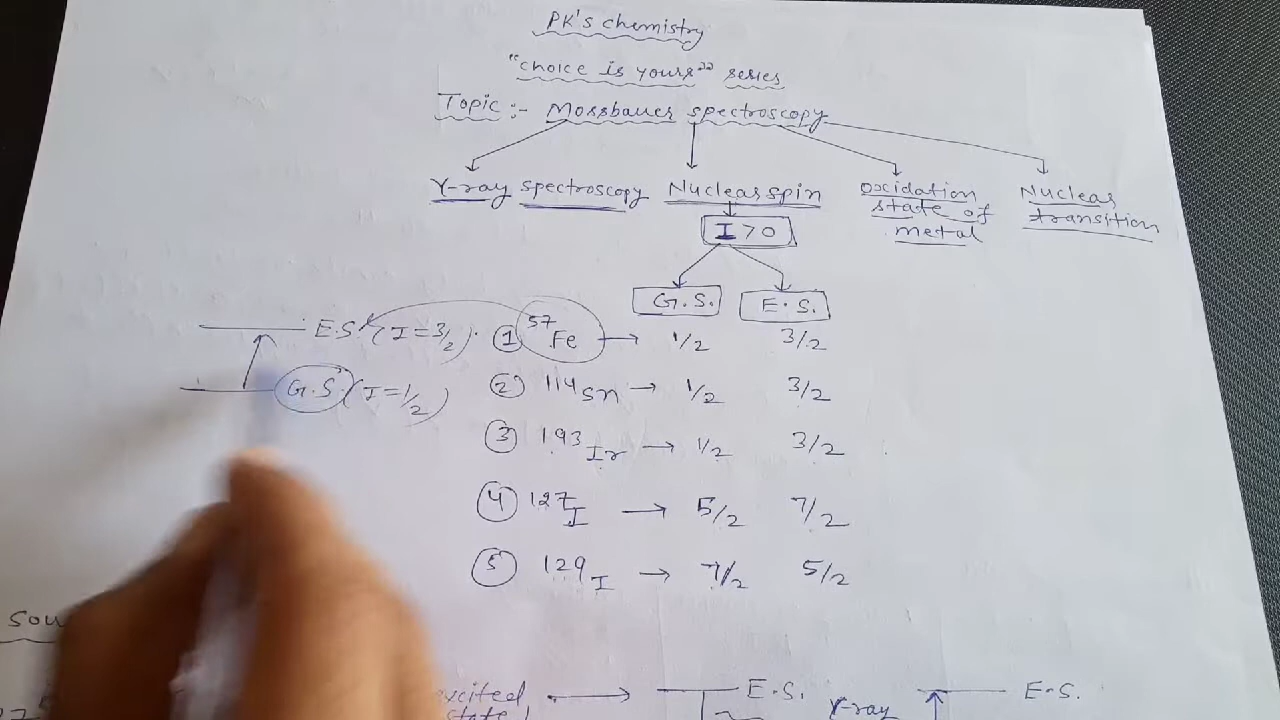 PK's chemistry
"choice is yours" series
Topic :- Mossbauer spectroscopy
γ-ray spectroscopy Nuclear spin oxidation state of metal Nuclear transition
I > 0
G.S. E.S.
E.S. (I = 3/2)
① 57Fe → 1/2 3/2
G.S. (I = 1/2)
② 114Sn → 1/2 3/2
③ 193Ir → 1/2 3/2
④ 127I → 5/2 7/2
⑤ 129I → 7/2 5/2
excited → E.S. γ-ray E.S.
state